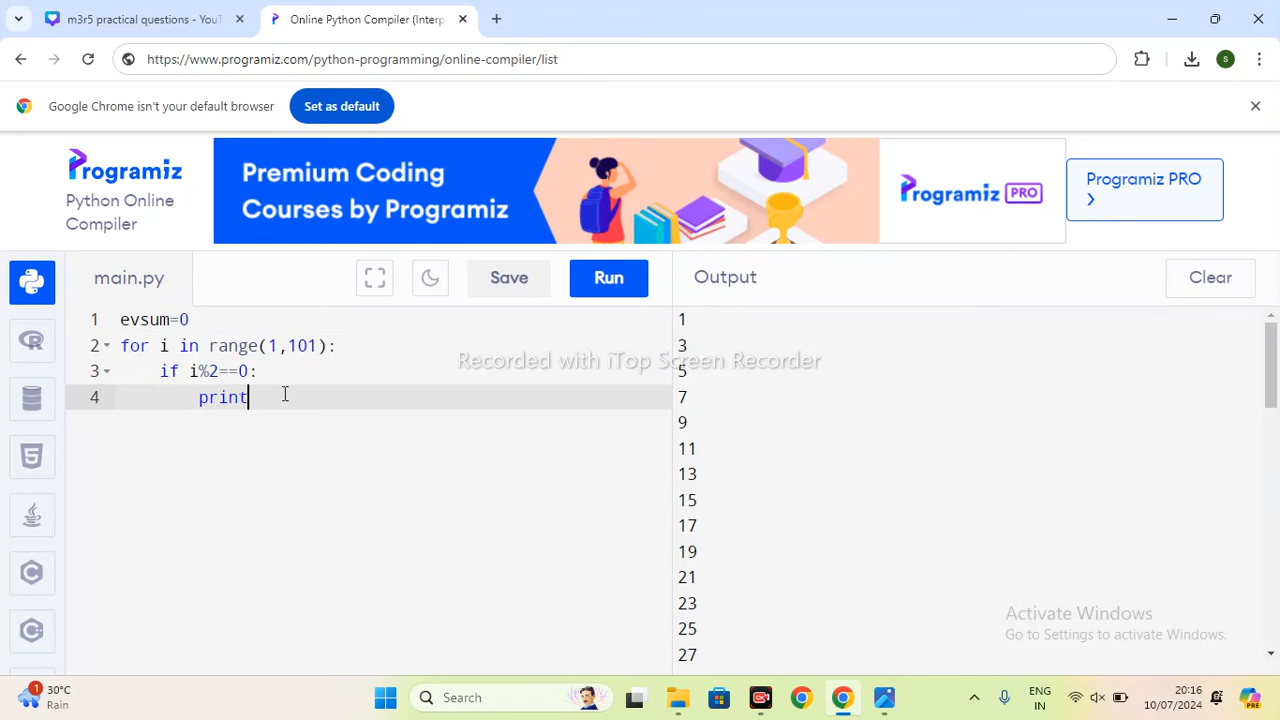 m3r5 practical questions - YouT
Online Python Compiler (Interp
https://www.programiz.com/python-programming/online-compiler/list
S
Google Chrome isn't your default browser
Set as default
Programiz
Python Online
Compiler
Premium Coding
Courses by Programiz
Programiz PRO
Programiz PRO
main.py
Save
Run
Output
Clear
1 evsum=0
2 for i in range(1,101):
3 if i%2==0:
4 print
1
3
5
7
9
11
13
15
17
19
21
23
25
27
Recorded with iTop Screen Recorder
Activate Windows
Go to Settings to activate Windows.
1
30°C
Rain
Search
ENG
IN
20:16
10/07/2024
PRE